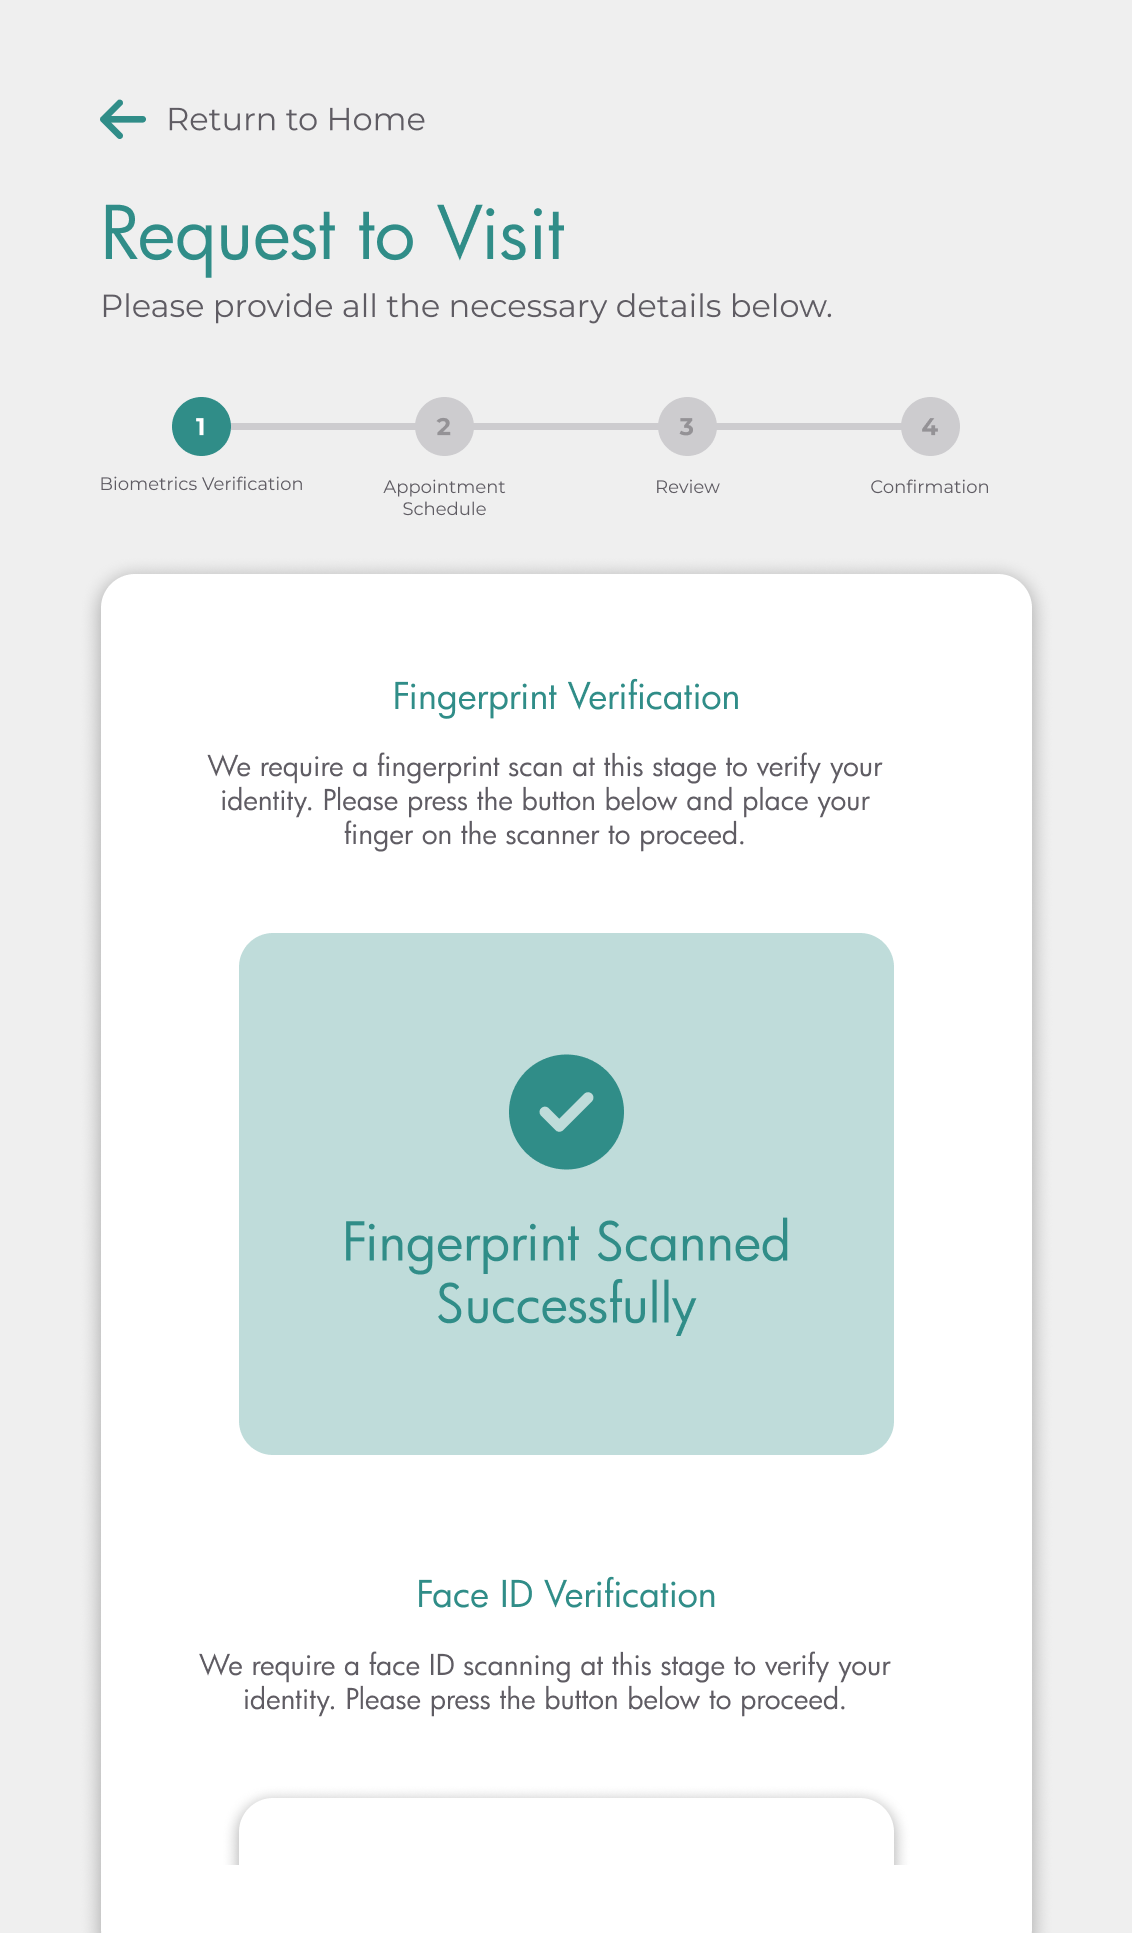 Return to Home
Request to Visit
Please provide all the necessary details below.
1
2
3
4
Biometrics Verification
Appointment
Schedule
Review
Confirmation
Fingerprint Verification
We require a fingerprint scan at this stage to verify your
identity. Please press the button below and place your
finger on the scanner to proceed.
Fingerprint Scanned
Successfully
Face ID Verification
We require a face ID scanning at this stage to verify your
identity. Please press the button below to proceed.